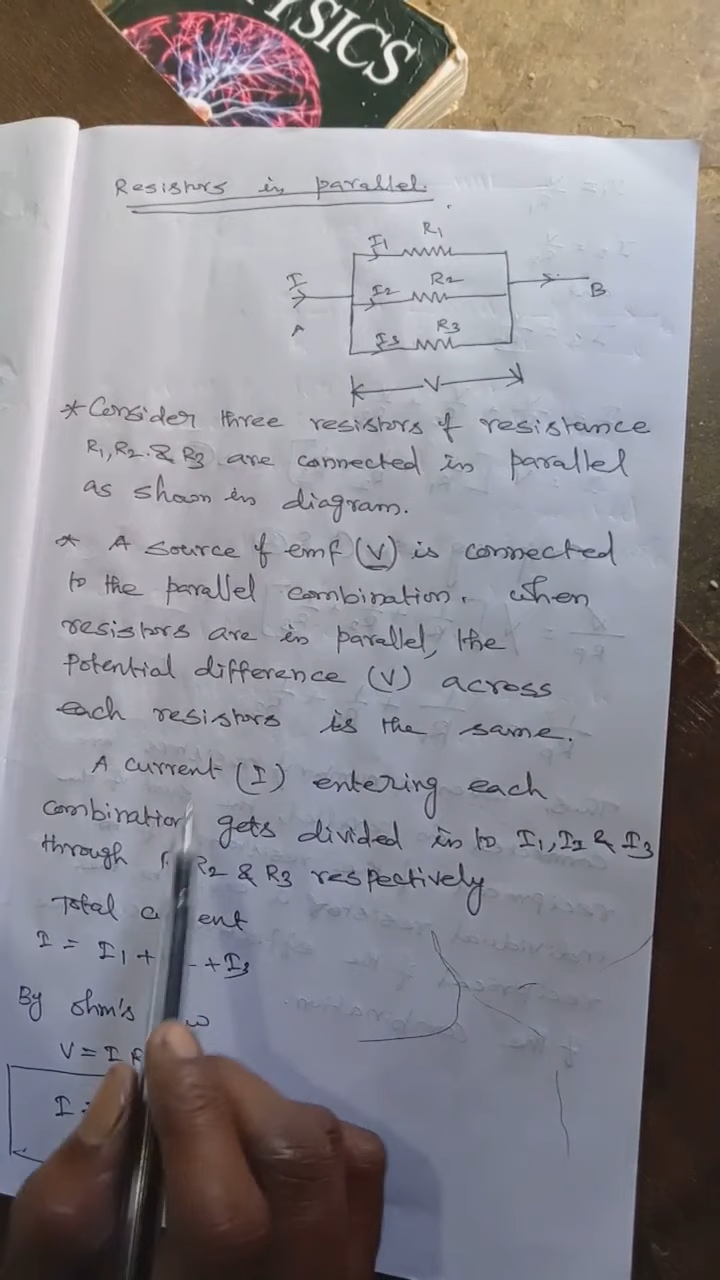 SICS
Resistors in parallel.
I1 R1
I I2 R2 B
A I3 R3
V
* Consider three resistors of resistance
R1, R2 & R3 are connected in parallel
as shown in diagram.
* A source of emf (V) is connected
to the parallel combination. when
resistors are in parallel, the
potential difference (V) across
each resistors is the same.
A current (I) entering each
combination gets divided in to I1, I2 & I3
through R2 & R3 respectively
Total
I = I1 + + I3
By ohm's
V = I R
I =